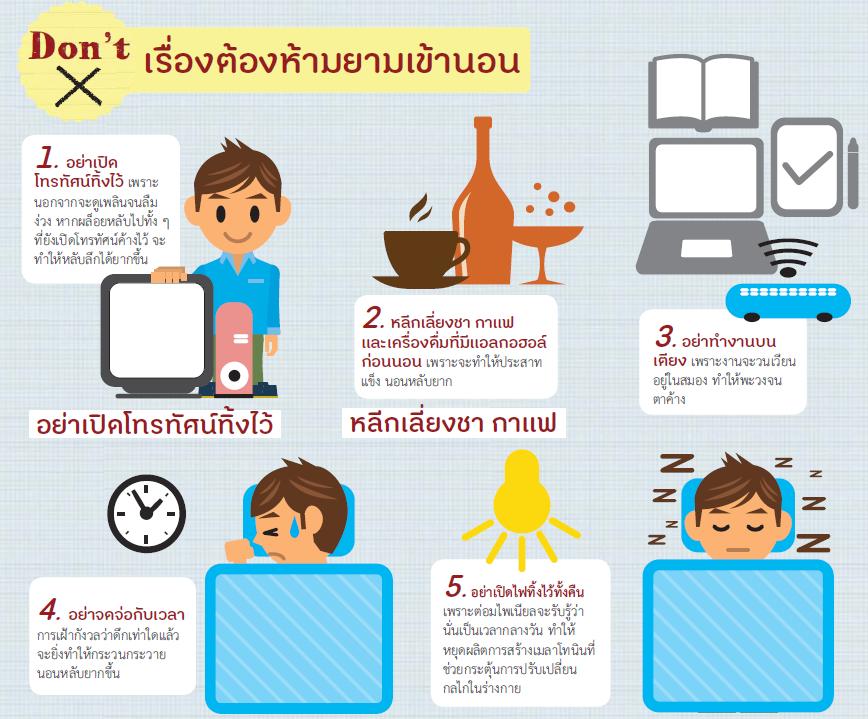 Don't
เรื่องต้องห้ามยามเข้านอน
1. อย่าเปิด
โทรทัศน์ทิ้งไว้ เพราะ
นอกจากจะดูเพลินจนลืม
ง่วง หากผล็อยหลับไปทั้ง ๆ
ที่ยังเปิดโทรทัศน์ค้างไว้ จะ
ทำให้หลับลึกได้ยากขึ้น
อย่าเปิดโทรทัศน์ทิ้งไว้
2. หลีกเลี่ยงชา กาแฟ
และเครื่องดื่มที่มีแอลกอฮอล์
ก่อนนอน เพราะจะทำให้ประสาท
แข็ง นอนหลับยาก
หลีกเลี่ยงชา กาแฟ
3. อย่าทำงานบน
เตียง เพราะงานจะวนเวียน
อยู่ในสมอง ทำให้พะวงจน
ตาค้าง
4. อย่าจดจ่อกับเวลา
การเฝ้ากังวลว่าดึกเท่าใดแล้ว
จะยิ่งทำให้กระวนกระวาย
นอนหลับยากขึ้น
5. อย่าเปิดไฟทิ้งไว้ทั้งคืน
เพราะต่อมไพเนียลจะรับรู้ว่า
นั่นเป็นเวลากลางวัน ทำให้
หยุดผลิตการสร้างเมลาโทนินที่
ช่วยกระตุ้นการปรับเปลี่ยน
กลไกในร่างกาย
Z Z Z Z Z Z Z Z